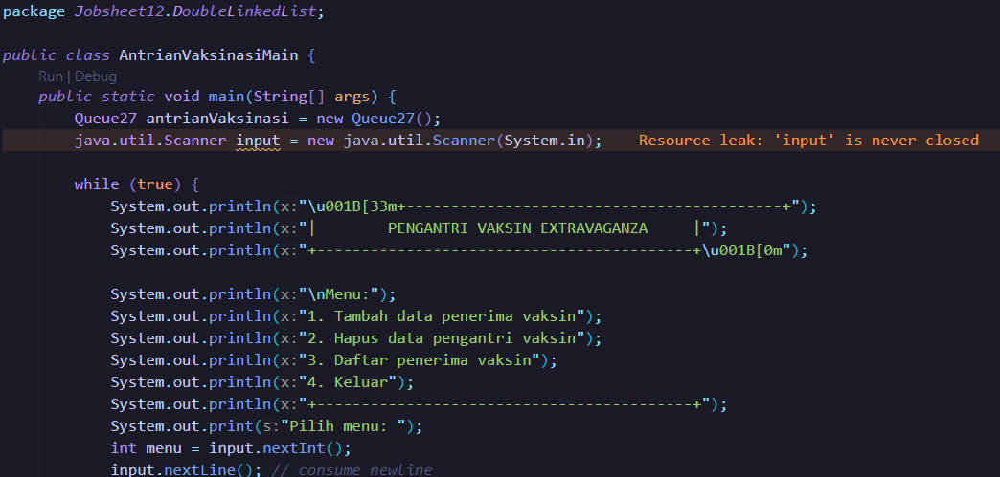 package Jobsheet12.DoubleLinkedList;
public class AntrianVaksinasiMain {
Run | Debug
public static void main(String[] args) {
Queue27 antrianVaksinasi = new Queue27();
java.util.Scanner input = new java.util.Scanner(System.in); Resource leak: 'input' is never closed
while (true) {
System.out.println(x:"\u001B[33m+------------------------------------------+");
System.out.println(x:"|        PENGANTRI VAKSIN EXTRAVAGANZA     |");
System.out.println(x:"+------------------------------------------+\u001B[0m");
System.out.println(x:"\nMenu:");
System.out.println(x:"1. Tambah data penerima vaksin");
System.out.println(x:"2. Hapus data pengantri vaksin");
System.out.println(x:"3. Daftar penerima vaksin");
System.out.println(x:"4. Keluar");
System.out.println(x:"+------------------------------------------+");
System.out.print(s:"Pilih menu: ");
int menu = input.nextInt();
input.nextLine(); // consume newline